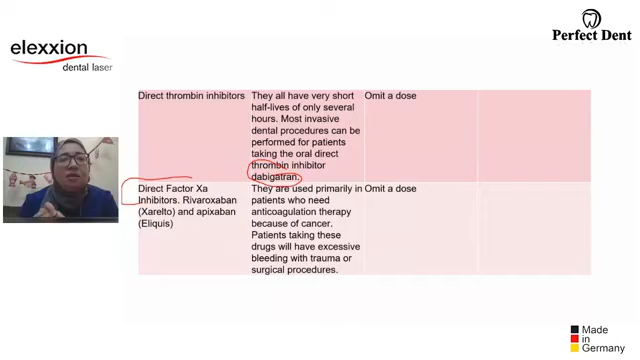 elexxion
dental laser
Perfect Dent
Direct thrombin inhibitors
They all have very short
half-lives of only several
hours. Most invasive
dental procedures can be
performed for patients
taking the oral direct
thrombin inhibitor
dabigatran.
Omit a dose
Direct Factor Xa
Inhibitors. Rivaroxaban
(Xarelto) and apixaban
(Eliquis)
They are used primarily in
patients who need
anticoagulation therapy
because of cancer.
Patients taking these
drugs will have excessive
bleeding with trauma or
surgical procedures.
Omit a dose
Made
in
Germany